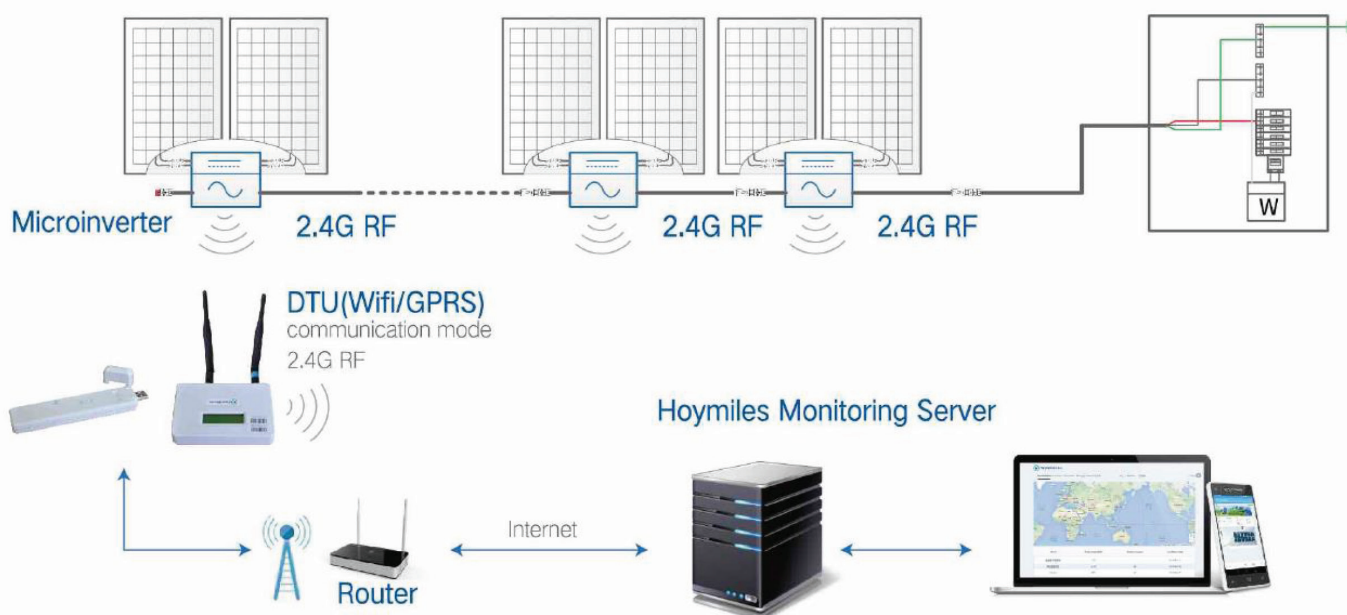 Microinverter
2.4G RF
2.4G RF
2.4G RF
W
DTU(Wifi/GPRS)
communication mode
2.4G RF
Hoymiles Monitoring Server
Internet
Router